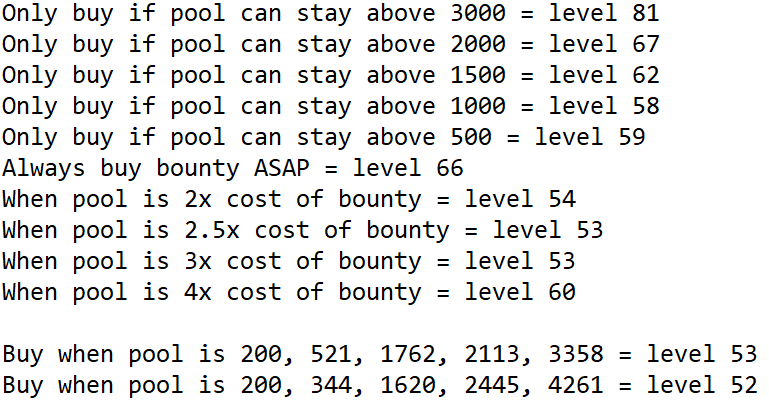 Only buy if pool can stay above 3000 = level 81
Only buy if pool can stay above 2000 = level 67
Only buy if pool can stay above 1500 = level 62
Only buy if pool can stay above 1000 = level 58
Only buy if pool can stay above 500 = level 59
Always buy bounty ASAP = level 66
When pool is 2x cost of bounty = level 54
When pool is 2.5x cost of bounty = level 53
When pool is 3x cost of bounty = level 53
When pool is 4x cost of bounty = level 60
Buy when pool is 200, 521, 1762, 2113, 3358 = level 53
Buy when pool is 200, 344, 1620, 2445, 4261 = level 52